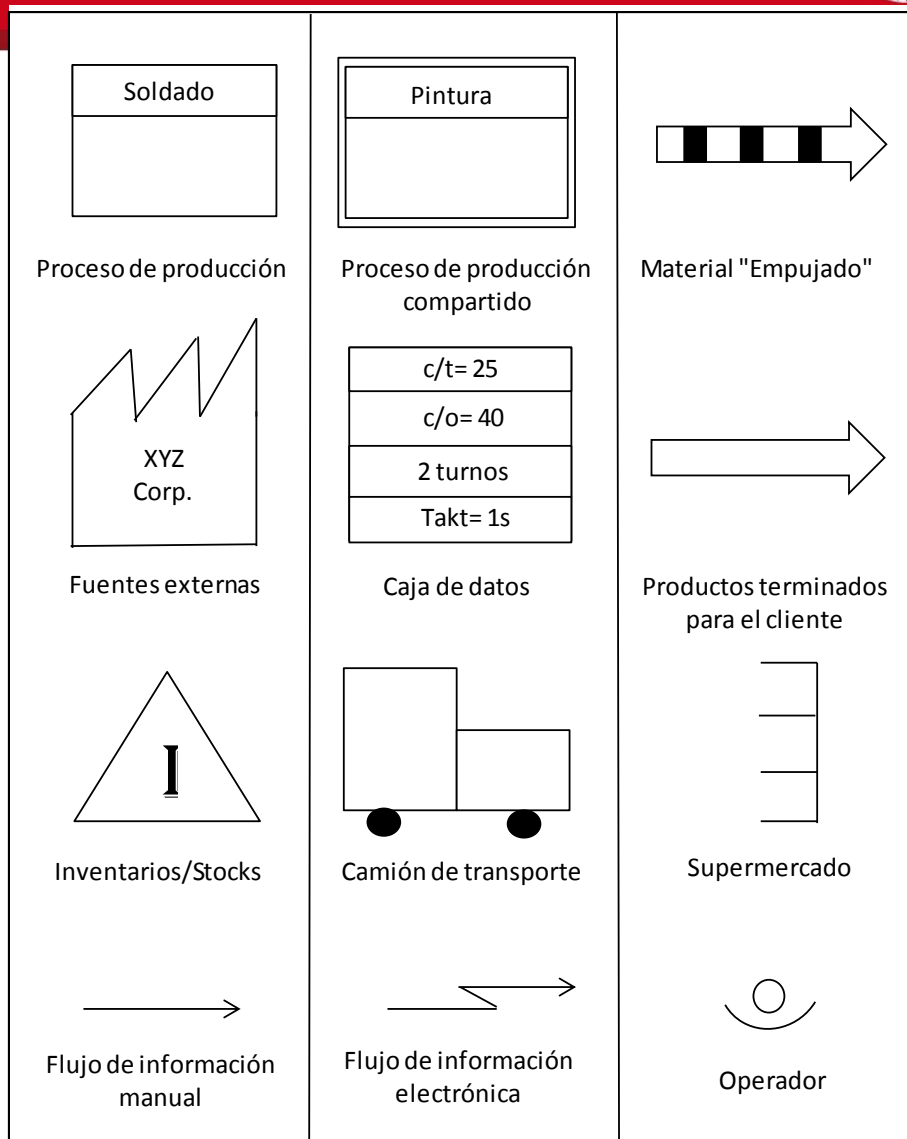 Soldado
Pintura
Proceso de producción
Proceso de producción
compartido
Material "Empujado"
XYZ
Corp.
c/t= 25
c/o= 40
2 turnos
Takt= 1s
Fuentes externas
Caja de datos
Productos terminados
para el cliente
I
Inventarios/Stocks
Camión de transporte
Supermercado
Flujo de información
manual
Flujo de información
electrónica
Operador